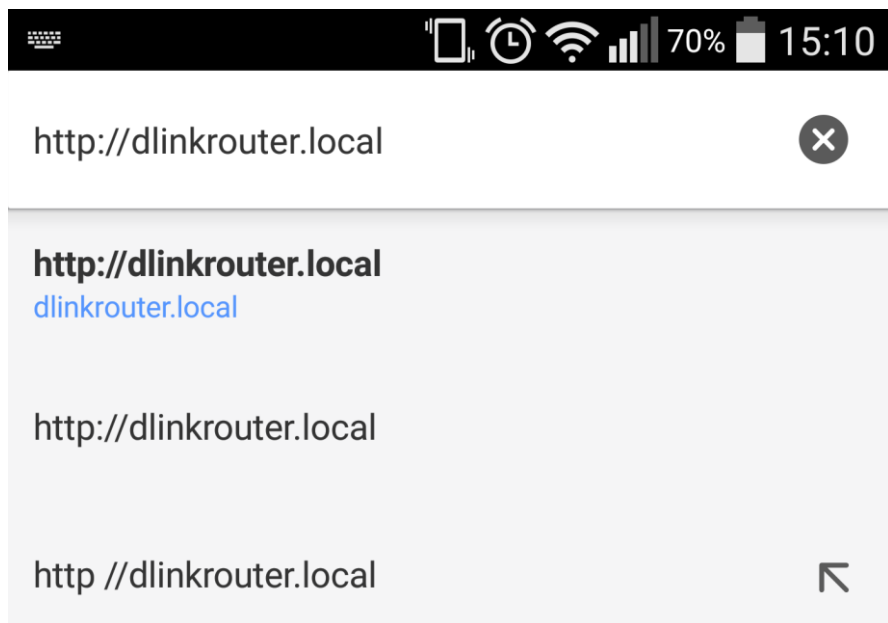 70% 15:10
http://dlinkrouter.local
http://dlinkrouter.local
dlinkrouter.local
http://dlinkrouter.local
http //dlinkrouter.local